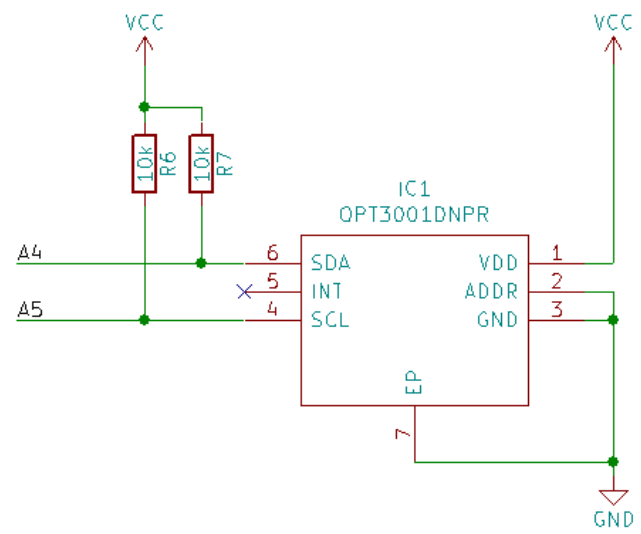 VCC
VCC
10k
R6
10k
R7
IC1
OPT3001DNPR
A4
6
SDA
VDD
1
5
INT
ADDR
2
A5
4
SCL
GND
3
EP
7
GND